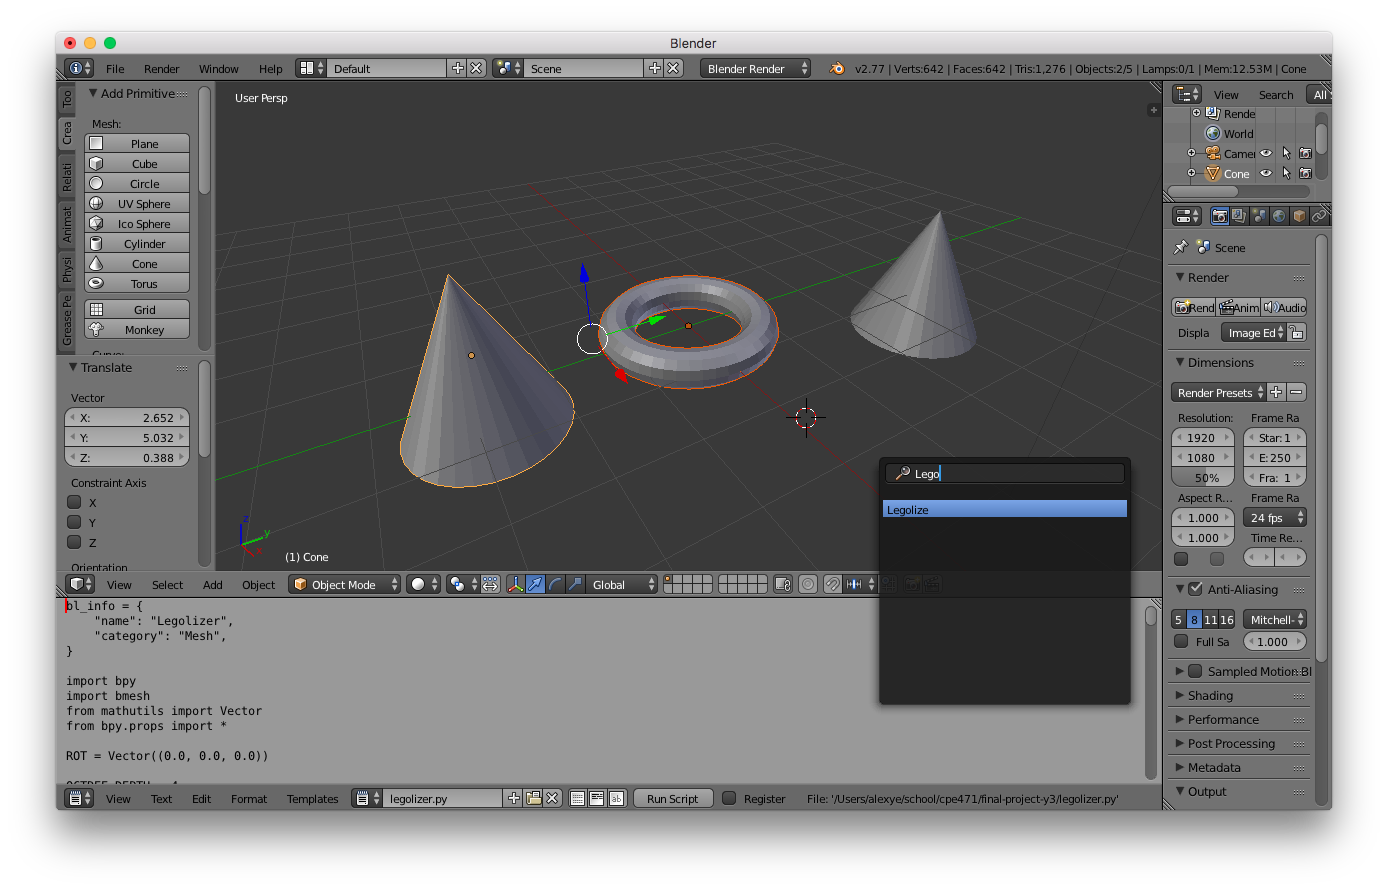 Blender
File Render Window Help Default Scene Blender Render v2.77 | Verts:642 | Faces:642 | Tris:1,276 | Objects:2/5 | Lamps:0/1 | Mem:12.53M | Cone
Too
Crea
Relati
Animat
Physi
Grease Pe
Add Primitive
Mesh:
Plane
Cube
Circle
UV Sphere
Ico Sphere
Cylinder
Cone
Torus
Grid
Monkey
Curve:
Translate
Vector
X: 2.652
Y: 5.032
Z: 0.388
Constraint Axis
X
Y
Z
Orientation
User Persp
z
y
x
(1) Cone
Lego
Legolize
View Select Add Object Object Mode Global
bl_info = {
"name": "Legolizer",
"category": "Mesh",
}
import bpy
import bmesh
from mathutils import Vector
from bpy.props import *
ROT = Vector((0.0, 0.0, 0.0))
OCTREE_DEPTH = 4
View Text Edit Format Templates legolizer.py Run Script Register File: '/Users/alexye/school/cpe471/final-project-y3/legolizer.py'
View Search All
Rende
World
Camer
Cone
Scene
Render
Rend Anim Audio
Displa Image Ed
Dimensions
Render Presets
Resolution: Frame Ra
1920 Star: 1
1080 E: 250
50% Fra: 1
Aspect R... Frame Ra
1.000 24 fps
1.000 Time Re...
Anti-Aliasing
5 8 11 16 Mitchell-
Full Sa 1.000
Sampled Motion Bl
Shading
Performance
Post Processing
Metadata
Output